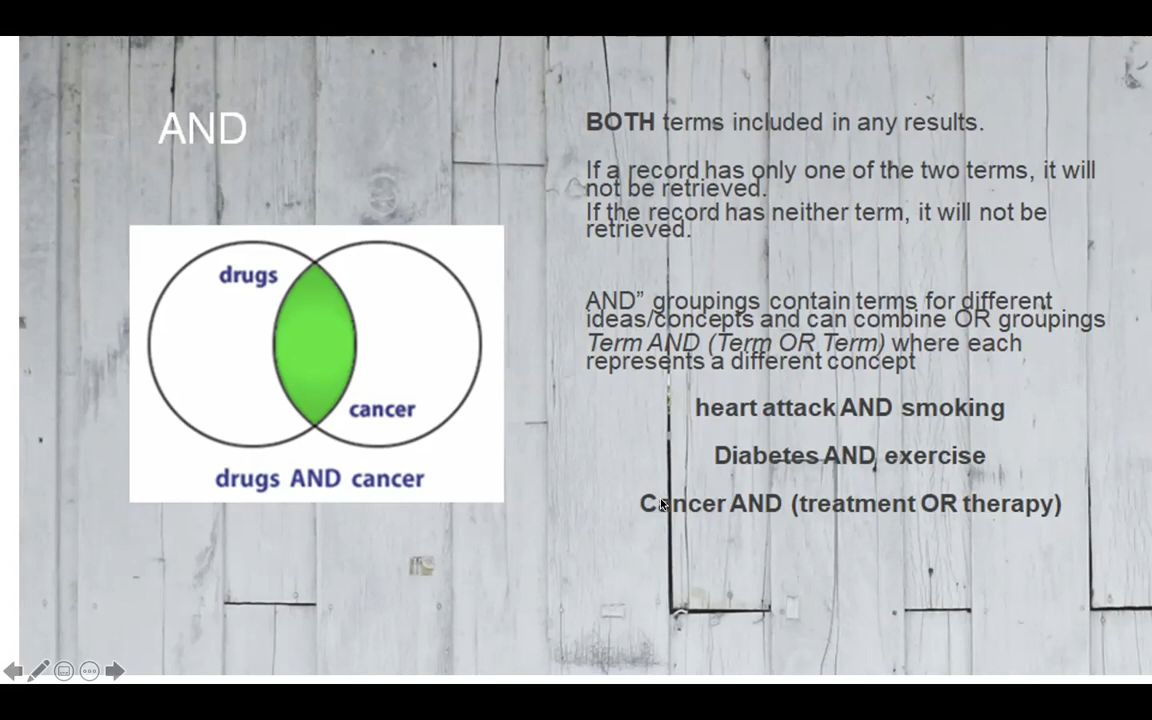 AND
drugs
cancer
drugs AND cancer
BOTH terms included in any results.
If a record has only one of the two terms, it will
not be retrieved.
If the record has neither term, it will not be
retrieved.
AND” groupings contain terms for different
ideas/concepts and can combine OR groupings
Term AND (Term OR Term) where each
represents a different concept
heart attack AND smoking
Diabetes AND exercise
Cancer AND (treatment OR therapy)